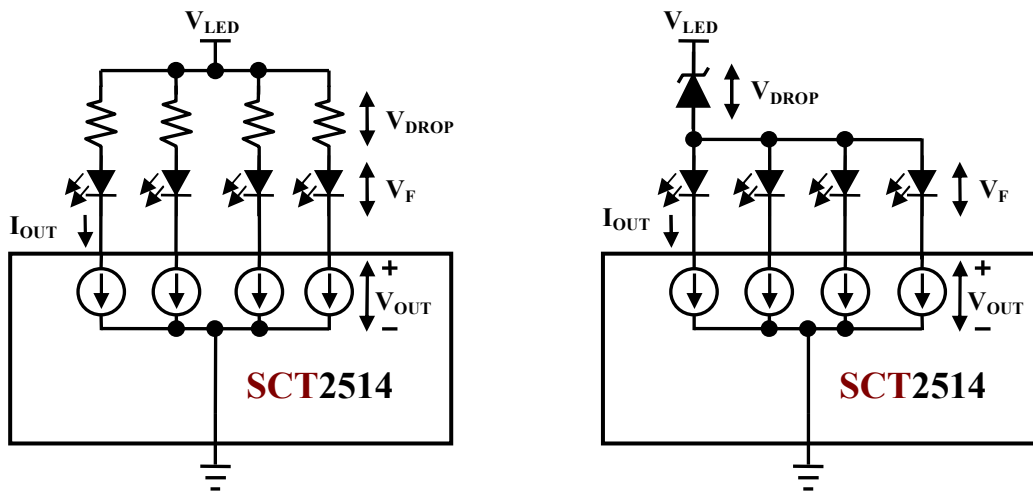 VLED
VDROP
VF
IOUT
+
VOUT
–
SCT2514
VLED
VDROP
VF
IOUT
+
VOUT
–
SCT2514